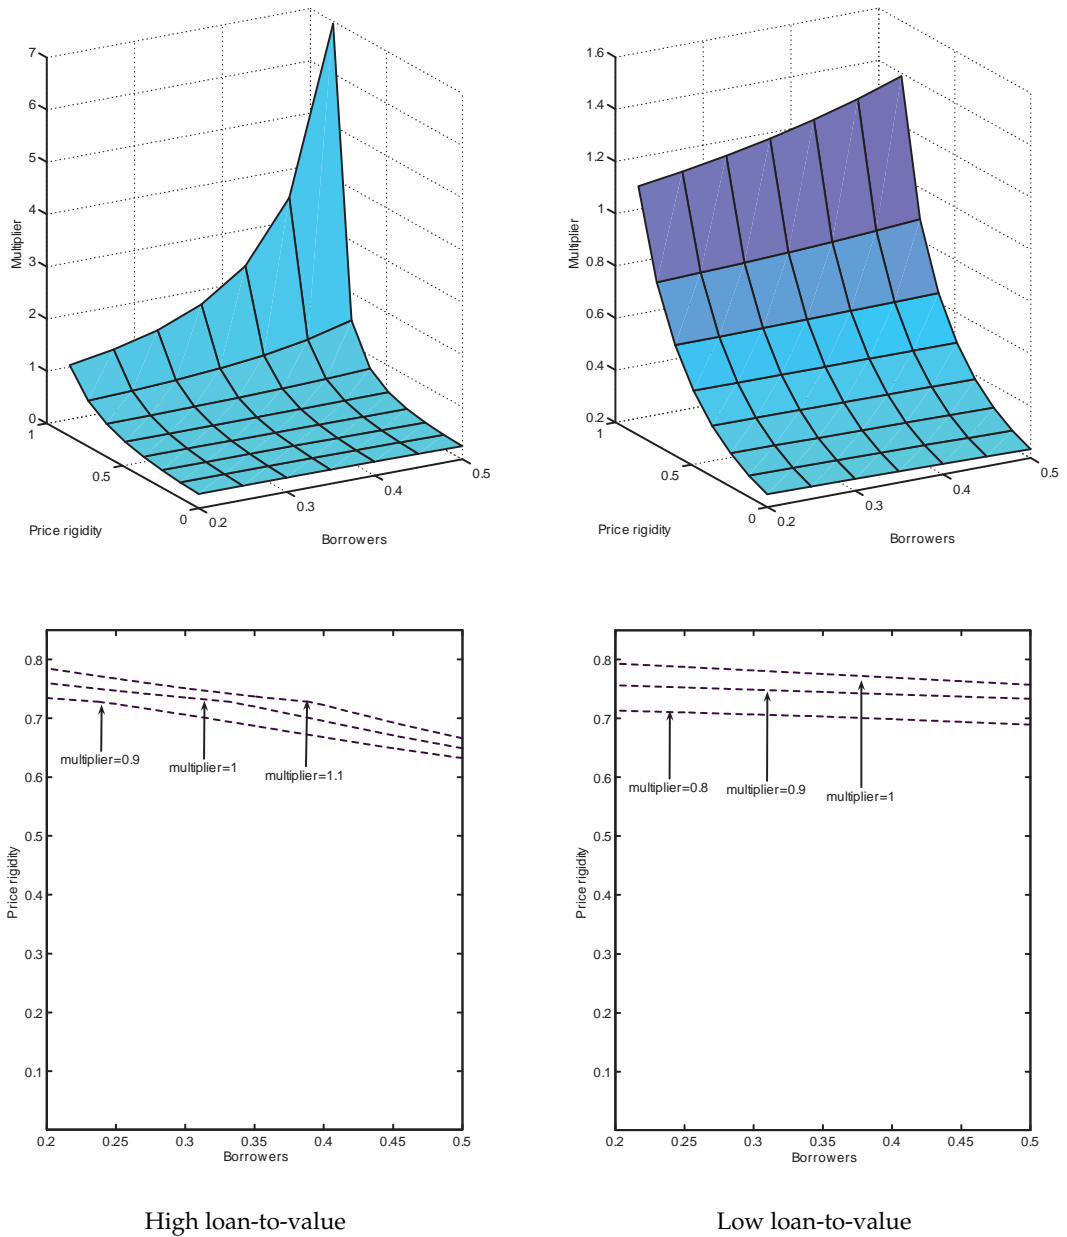 7
6
5
4
3
2
1
0
Multiplier
1
0.5
0
Price rigidity
0.2
0.3
0.4
0.5
Borrowers
1.6
1.4
1.2
1
0.8
0.6
0.4
0.2
Multiplier
1
0.5
0
Price rigidity
0.2
0.3
0.4
0.5
Borrowers
0.8
0.7
0.6
0.5
0.4
0.3
0.2
0.1
Price rigidity
multiplier=0.9
multiplier=1
multiplier=1.1
0.2 0.25 0.3 0.35 0.4 0.45 0.5
Borrowers
0.8
0.7
0.6
0.5
0.4
0.3
0.2
0.1
Price rigidity
multiplier=0.8
multiplier=0.9
multiplier=1
0.2 0.25 0.3 0.35 0.4 0.45 0.5
Borrowers
High loan-to-value
Low loan-to-value